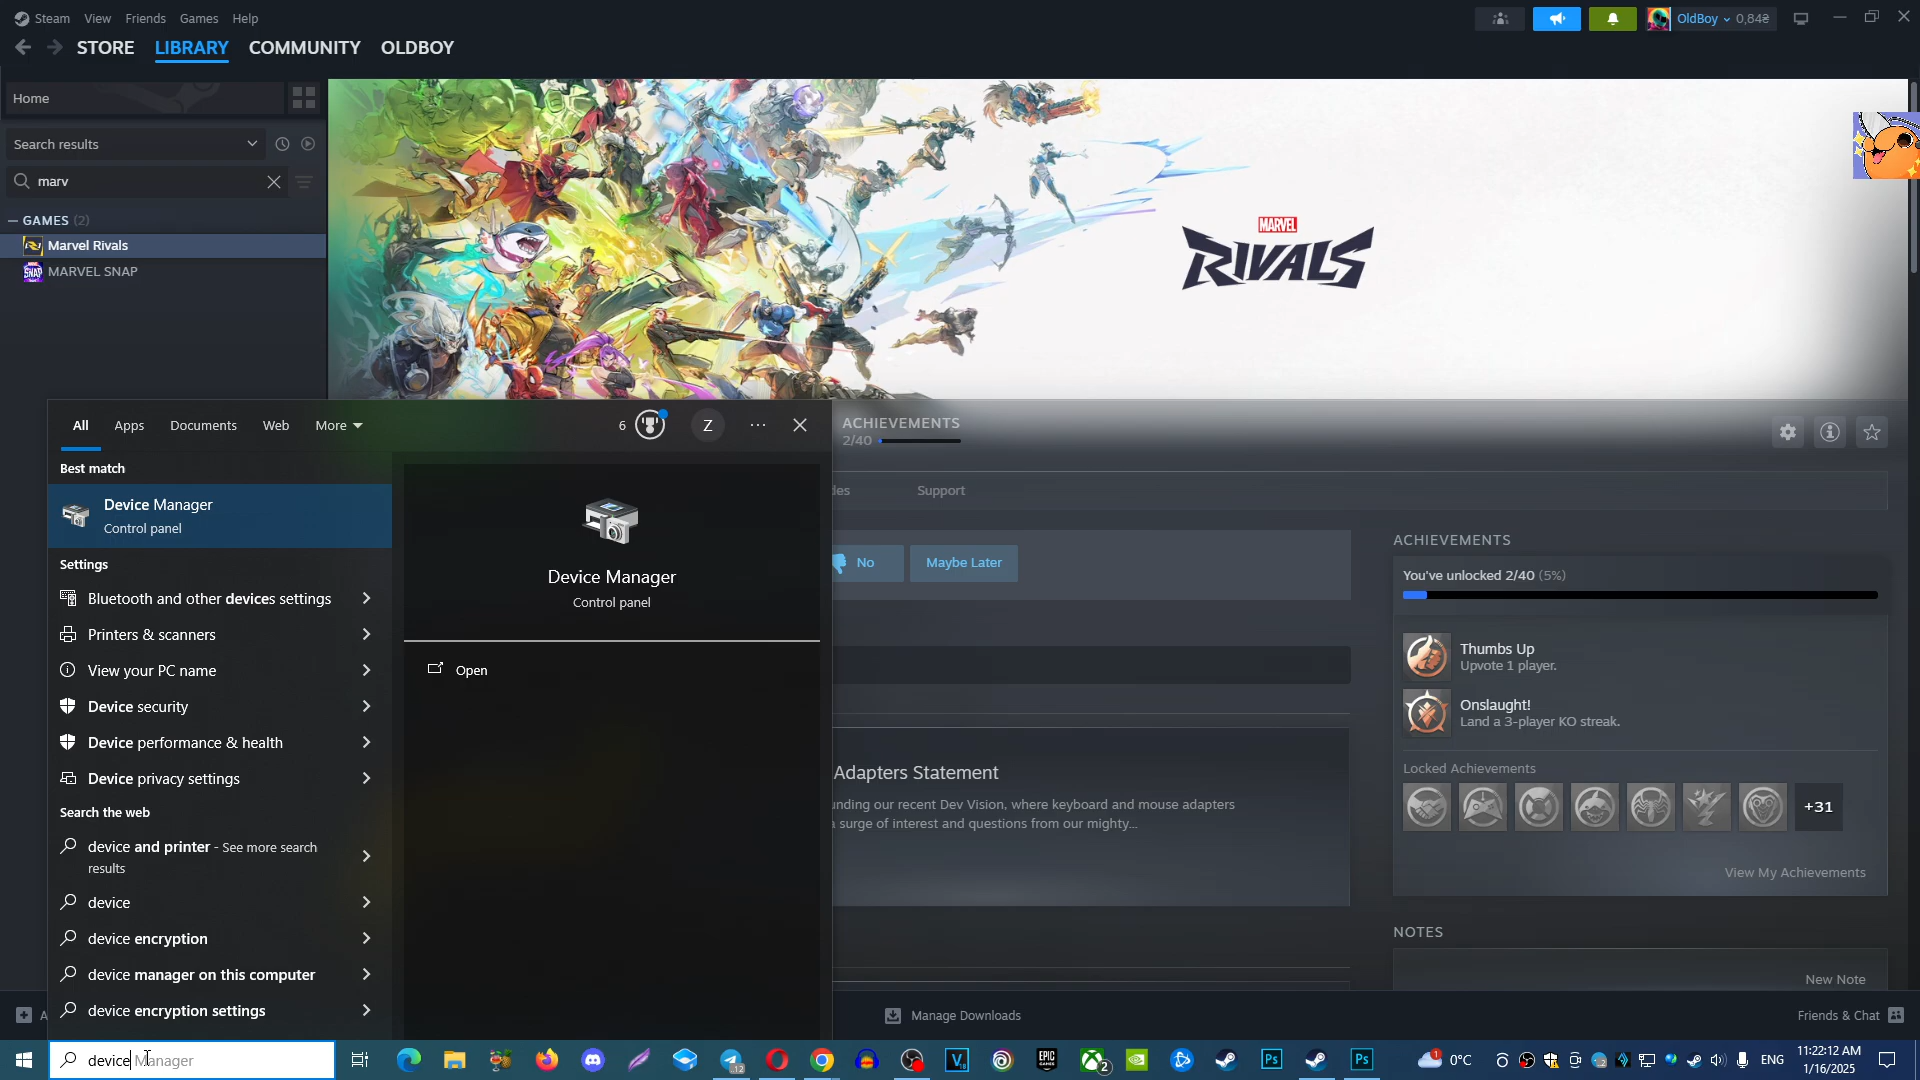 Steam View Friends Games Help
OldBoy 0,84₴
STORE LIBRARY COMMUNITY OLDBOY
Home
Search results
marv
GAMES (2)
Marvel Rivals
MARVEL SNAP
MARVEL
RIVALS
All Apps Documents Web More 6 Z
ACHIEVEMENTS
2/40
Best match
Device Manager
Control panel
Settings
Bluetooth and other devices settings
Printers & scanners
View your PC name
Device security
Device performance & health
Device privacy settings
Search the web
device and printer - See more search
results
device
device encryption
device manager on this computer
device encryption settings
Device Manager
Control panel
Open
Support
No Maybe Later
Adapters Statement
recent Dev Vision, where keyboard and mouse adapters
surge of interest and questions from our mighty...
ACHIEVEMENTS
You've unlocked 2/40 (5%)
Thumbs Up
Upvote 1 player.
Onslaught!
Land a 3-player KO streak.
Locked Achievements
+31
View My Achievements
NOTES
New Note
Manage Downloads
Friends & Chat
device Manager
0°C
ENG
11:22:12 AM
1/16/2025